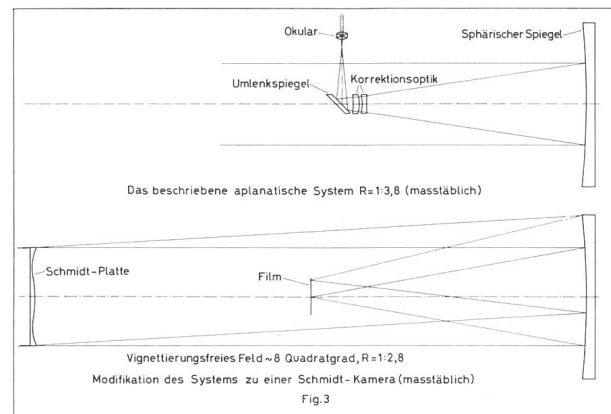 Okular
Sphärischer Spiegel
Umlenkspiegel
Korrektionsoptik
Das beschriebene aplanatische System R=1:3,8 (masstäblich)
Schmidt-Platte
Film
Vignettierungsfreies Feld ~8 Quadratgrad, R=1:2,8
Modifikation des Systems zu einer Schmidt-Kamera (masstäblich)
Fig.3